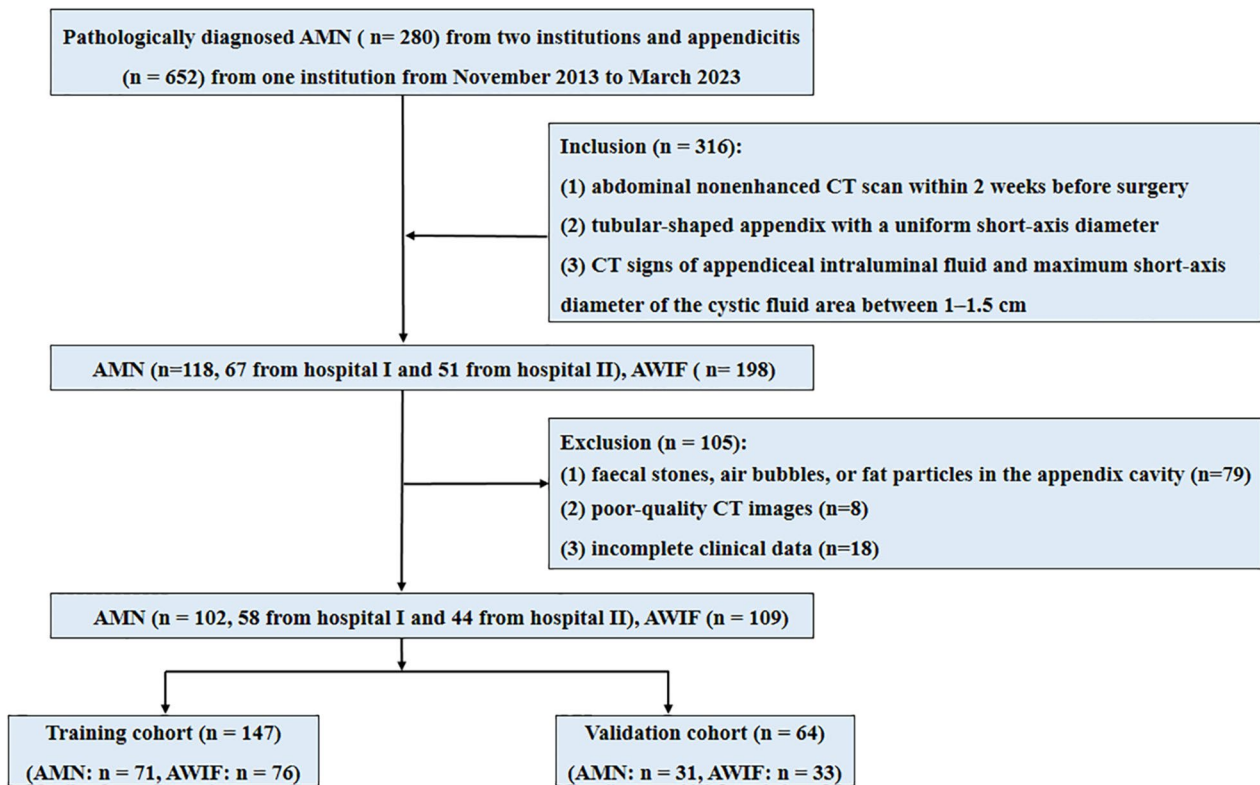 Pathologically diagnosed AMN ( n= 280) from two institutions and appendicitis
(n = 652) from one institution from November 2013 to March 2023
Inclusion (n = 316):
(1) abdominal nonenhanced CT scan within 2 weeks before surgery
(2) tubular-shaped appendix with a uniform short-axis diameter
(3) CT signs of appendiceal intraluminal fluid and maximum short-axis
diameter of the cystic fluid area between 1–1.5 cm
AMN (n=118, 67 from hospital I and 51 from hospital II), AWIF ( n= 198)
Exclusion (n = 105):
(1) faecal stones, air bubbles, or fat particles in the appendix cavity (n=79)
(2) poor-quality CT images (n=8)
(3) incomplete clinical data (n=18)
AMN (n = 102, 58 from hospital I and 44 from hospital II), AWIF (n = 109)
Training cohort (n = 147)
(AMN: n = 71, AWIF: n = 76)
Validation cohort (n = 64)
(AMN: n = 31, AWIF: n = 33)